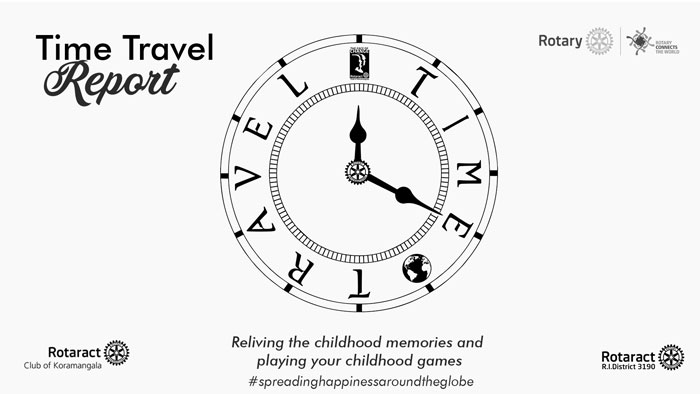 Time Travel
Report
Rotary
ROTARY
CONNECTS
THE WORLD
TIME TRAVEL
Reliving the childhood memories and
playing your childhood games
#spreadinghappinessaroundtheglobe
Rotaract
Club of Koramangala
Rotaract
R.I.District 3190